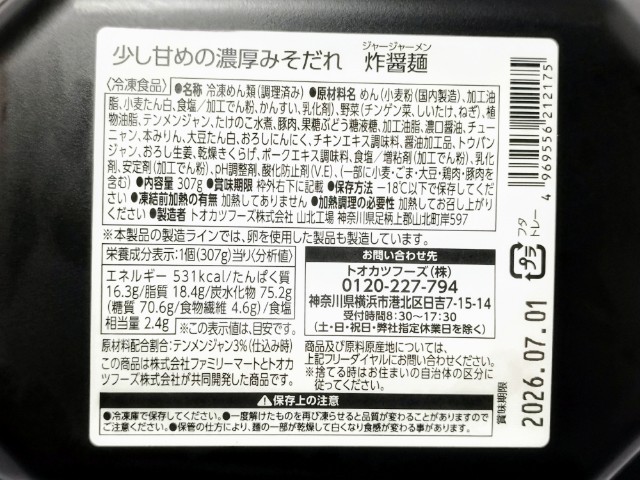 少し甘めの濃厚みそだれ 炸醤麺
ジャージャーメン
〈冷凍食品〉 ●名称 冷凍めん類(調理済み) ●原材料名 めん(小麦粉(国内製造)、加工油
脂、小麦たん白、食塩/加工でん粉、かんすい、乳化剤)、野菜(チンゲン菜、しいたけ、ねぎ)、植
物油脂、テンメンジャン、たけのこ水煮、豚肉、果糖ぶどう糖液糖、加工油脂、濃口醤油、チュー
ニャン、本みりん、大豆たん白、おろしにんにく、チキンエキス調味料、醤油加工品、トウバン
ジャン、おろし生姜、乾燥きくらげ、ポークエキス調味料、食塩/増粘剤(加工でん粉)、乳化
剤、安定剤(加工でん粉)、pH調整剤、酸化防止剤(V.E)、(一部に小麦・ごま・大豆・鶏肉・豚肉を
含む) ●内容量 307g ●賞味期限 枠外右下に記載 ●保存方法 −18℃以下で保存してくださ
い ●凍結前加熱の有無 加熱してありません ●加熱調理の必要性 加熱してお召し上がり
ください ●製造者 トオカツフーズ株式会社 山北工場 神奈川県足柄上郡山北町岸597
※本製品の製造ラインでは、卵を使用した製品も製造しています。
栄養成分表示:1個(307g)当り〈分析値〉
エネルギー 531kcal/たんぱく質
16.3g/脂質 18.4g/炭水化物 75.2g
(糖質 70.6g/食物繊維 4.6g)/食塩
相当量 2.4g ※この表示値は、目安です。
原材料配合割合:テンメンジャン3%(仕込み時)
この商品は株式会社ファミリーマートとトオカ
ツフーズ株式会社が共同開発した商品です。
お問い合わせ先
トオカツフーズ(株)
0120-227-794
神奈川県横浜市港北区日吉7-15-14
受付時間8:30〜17:30
(土・日・祝日・弊社指定休業日を除く)
商品及び原料原産地については、
上記フリーダイヤルにお問い合わせください。
※捨てる時はお住まいの自治体の区分に
従ってください。
保存上の注意
●冷凍庫で保存してください。●一度解けたものを再び凍らせると品質が変わることがありますので
ご注意ください。●保管の仕方により、麺の一部が乾燥して白くなり食感が変わる事があります。
4 969556 212175
プラ
フタ
トレー
賞味期限 2026.07.01